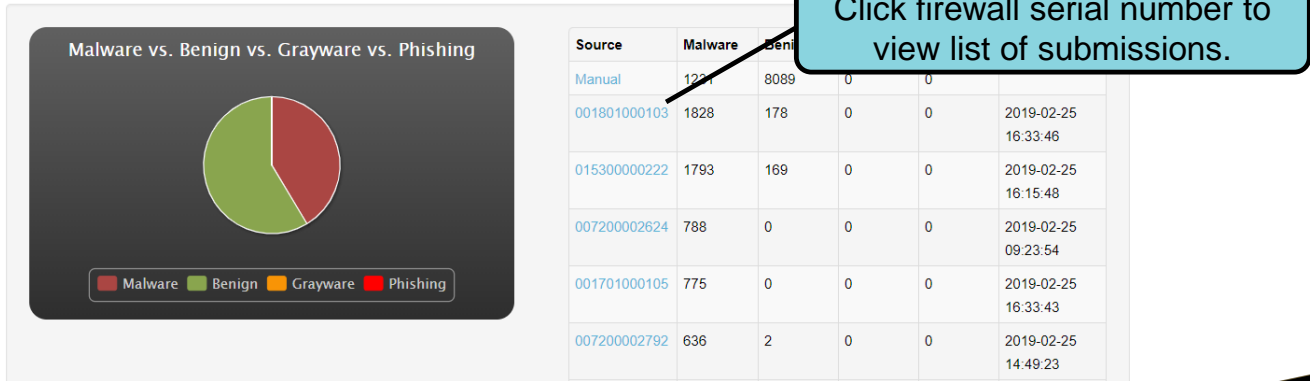 Click firewall serial number to
view list of submissions.
Malware vs. Benign vs. Grayware vs. Phishing
Malware Benign Grayware Phishing
Source Malware
Manual 8089 0 0
001801000103 1828 178 0 0 2019-02-25
16:33:46
015300000222 1793 169 0 0 2019-02-25
16:15:48
007200002624 788 0 0 0 2019-02-25
09:23:54
001701000105 775 0 0 0 2019-02-25
16:33:43
007200002792 636 2 0 0 2019-02-25
14:49:23